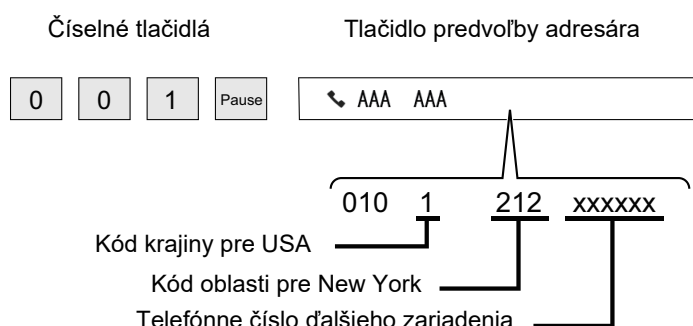 Číselné tlačidlá Tlačidlo predvoľby adresára
0 0 1 Pause AAA AAA
010 1 212 xxxxxx
Kód krajiny pre USA
Kód oblasti pre New York
Telefónne číslo ďalšieho zariadenia